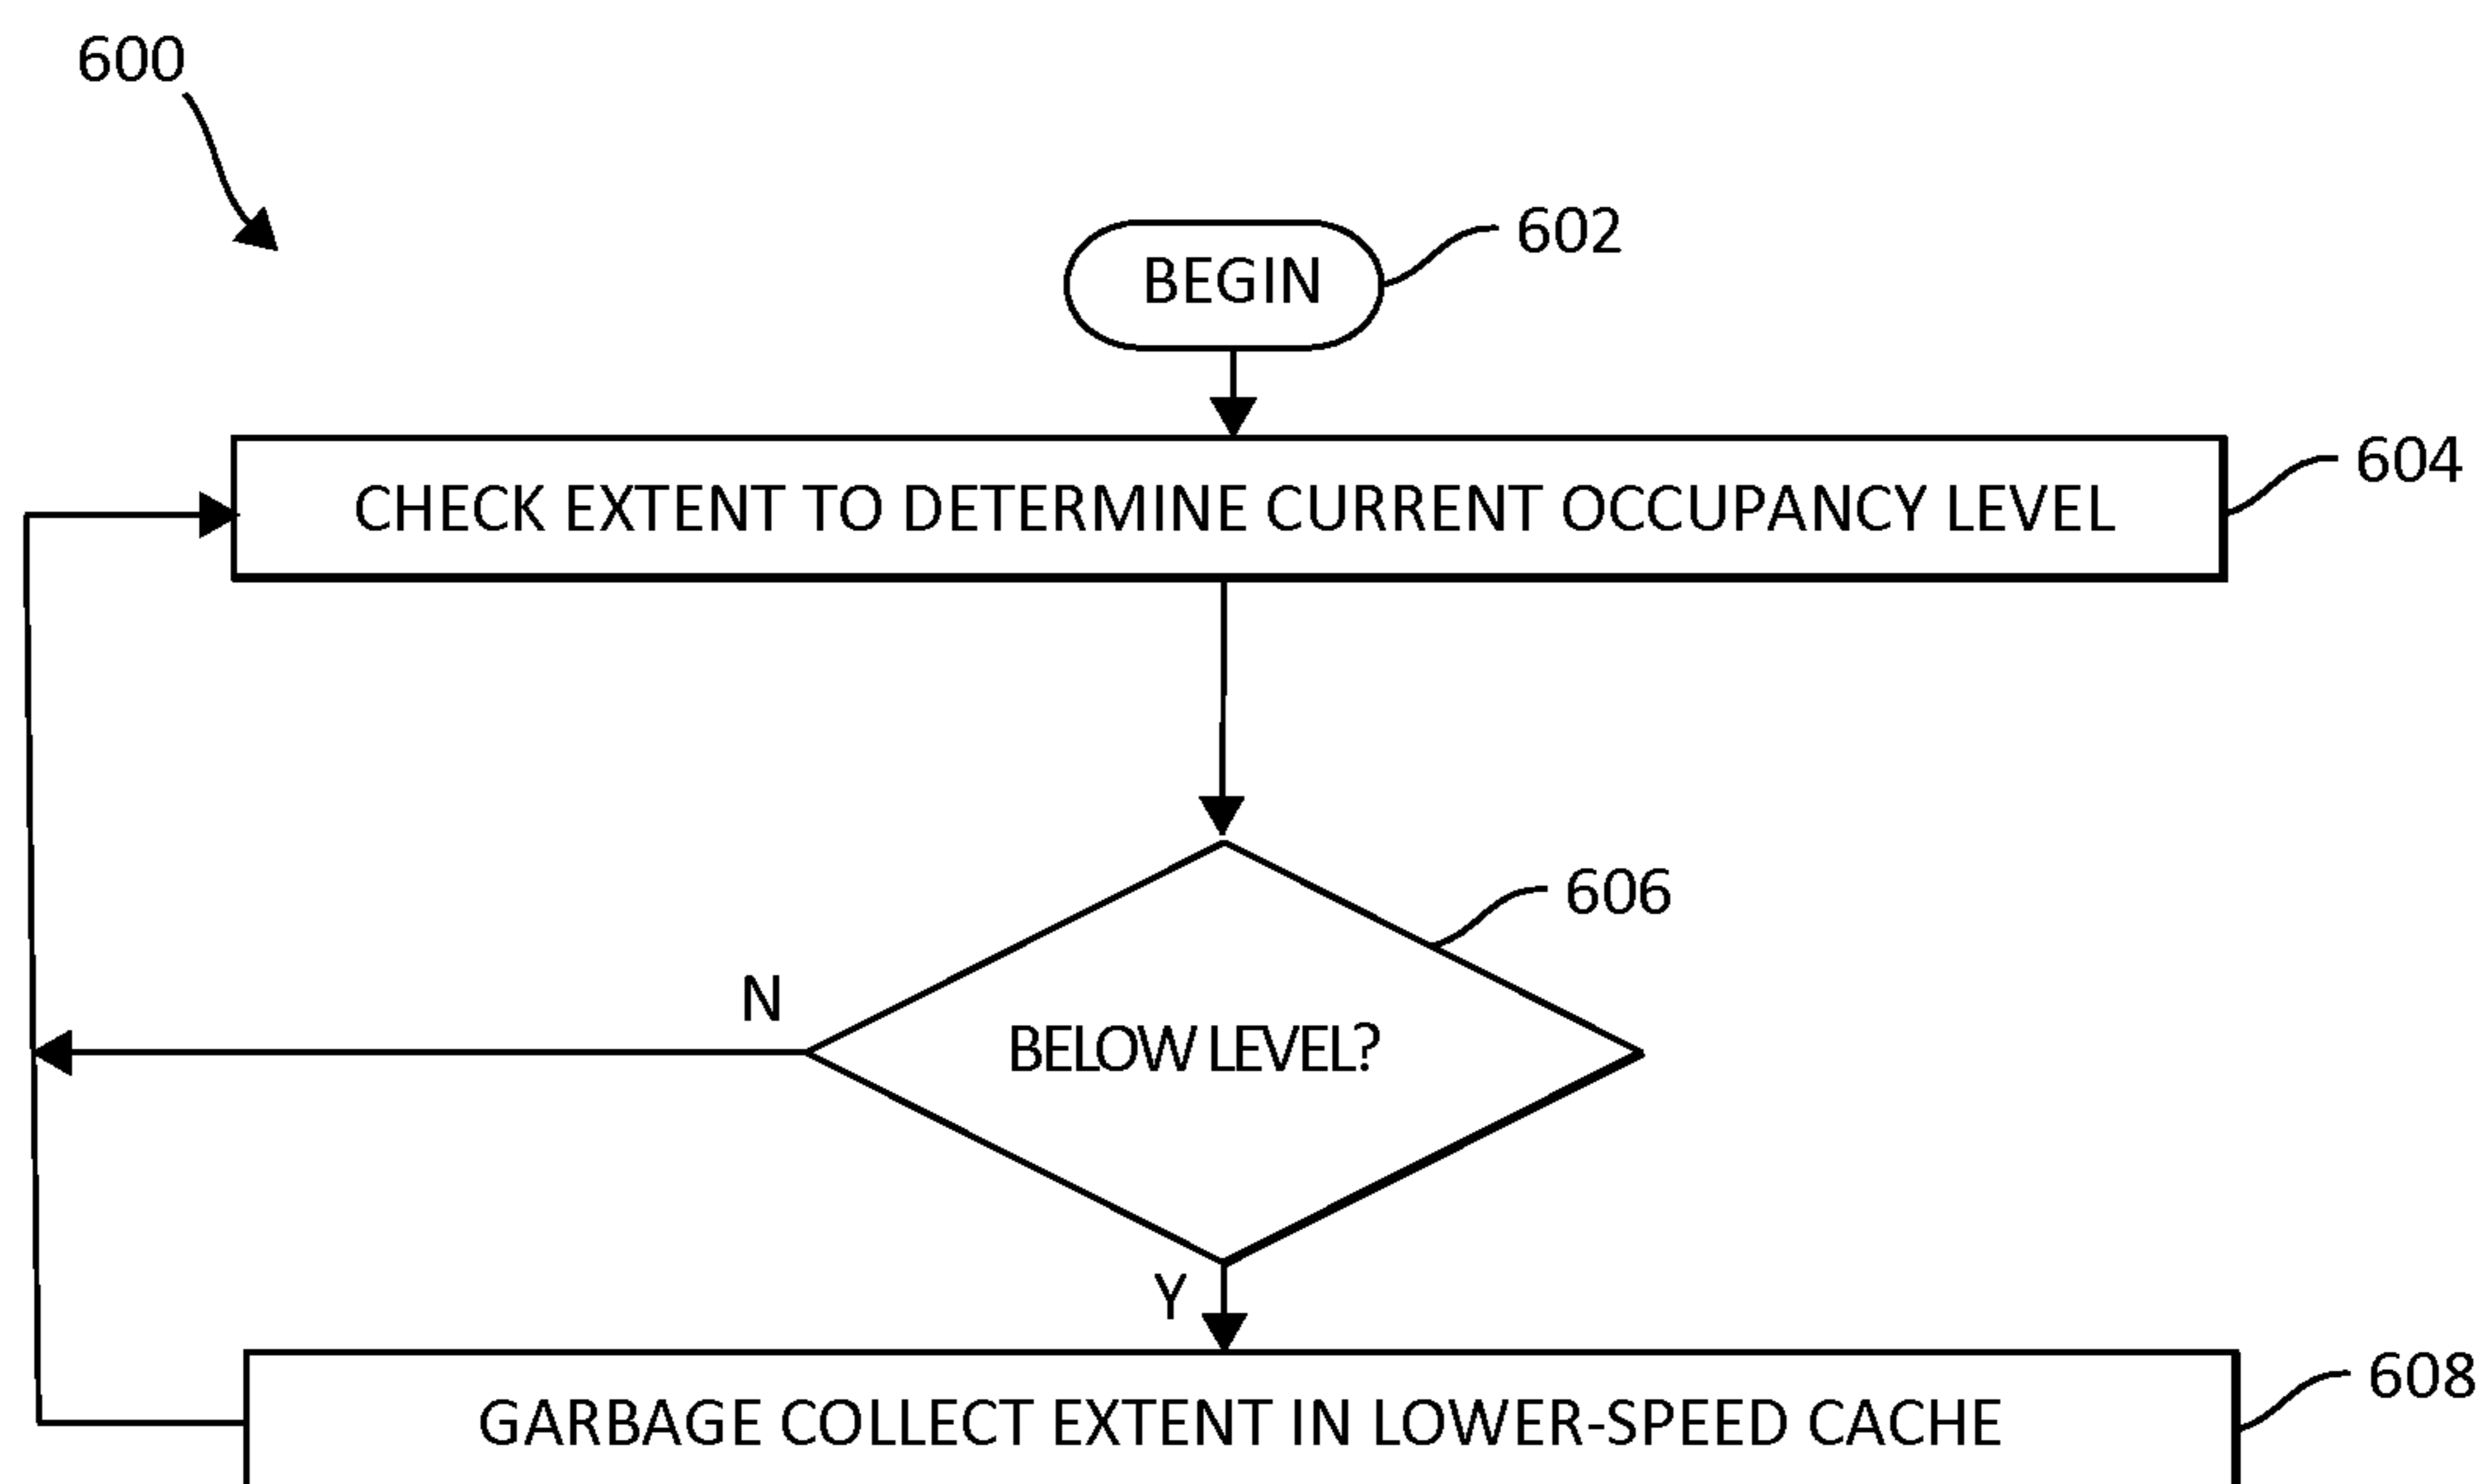 600
602
BEGIN
604
CHECK EXTENT TO DETERMINE CURRENT OCCUPANCY LEVEL
606
N
BELOW LEVEL?
Y
608
GARBAGE COLLECT EXTENT IN LOWER-SPEED CACHE